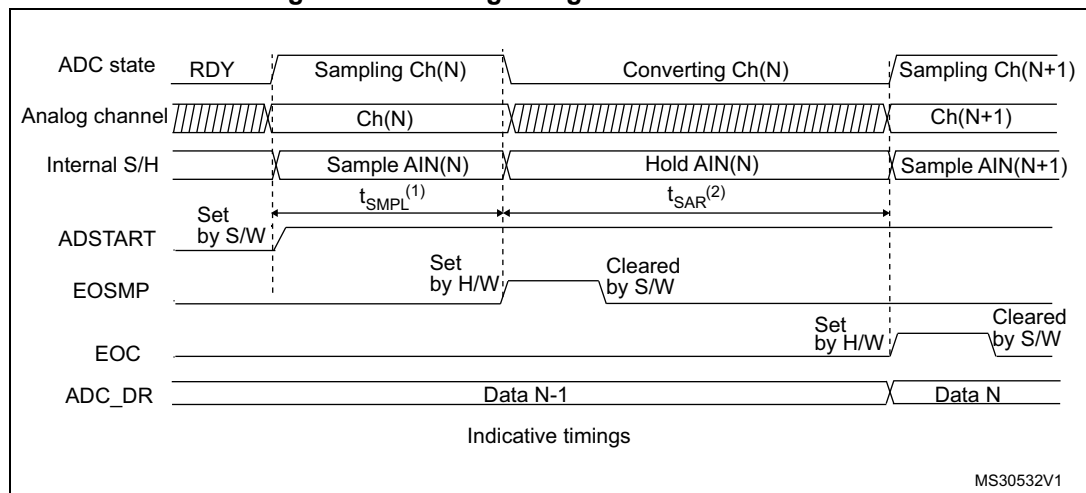 ADC state RDY Sampling Ch(N) Converting Ch(N) Sampling Ch(N+1)
Analog channel Ch(N) Ch(N+1)
Internal S/H Sample AIN(N) Hold AIN(N) Sample AIN(N+1)
tSMPL(1) tSAR(2)
Set
by S/W
ADSTART
Set
by H/W
Cleared
by S/W
EOSMP
Set
by H/W
Cleared
by S/W
EOC
ADC_DR Data N-1 Data N
Indicative timings
MS30532V1